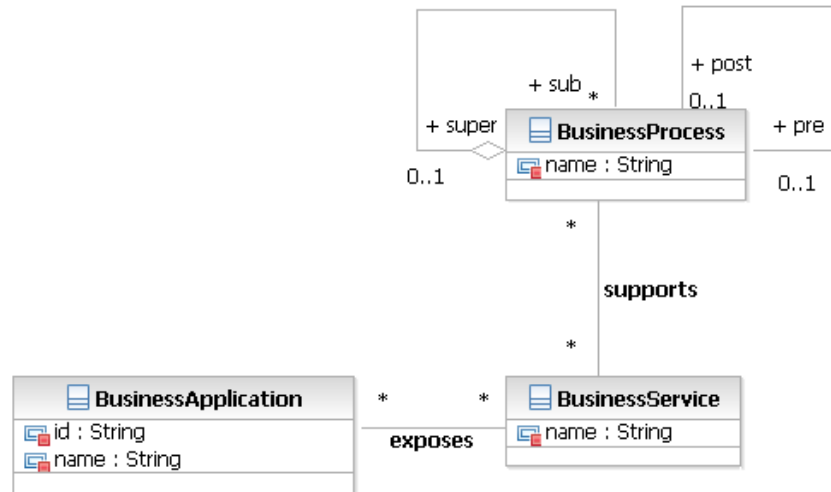 + post
+ sub
*
0..1
+ super
BusinessProcess
+ pre
name : String
0..1
0..1
*
supports
*
BusinessApplication
*
*
BusinessService
id : String
name : String
exposes
name : String